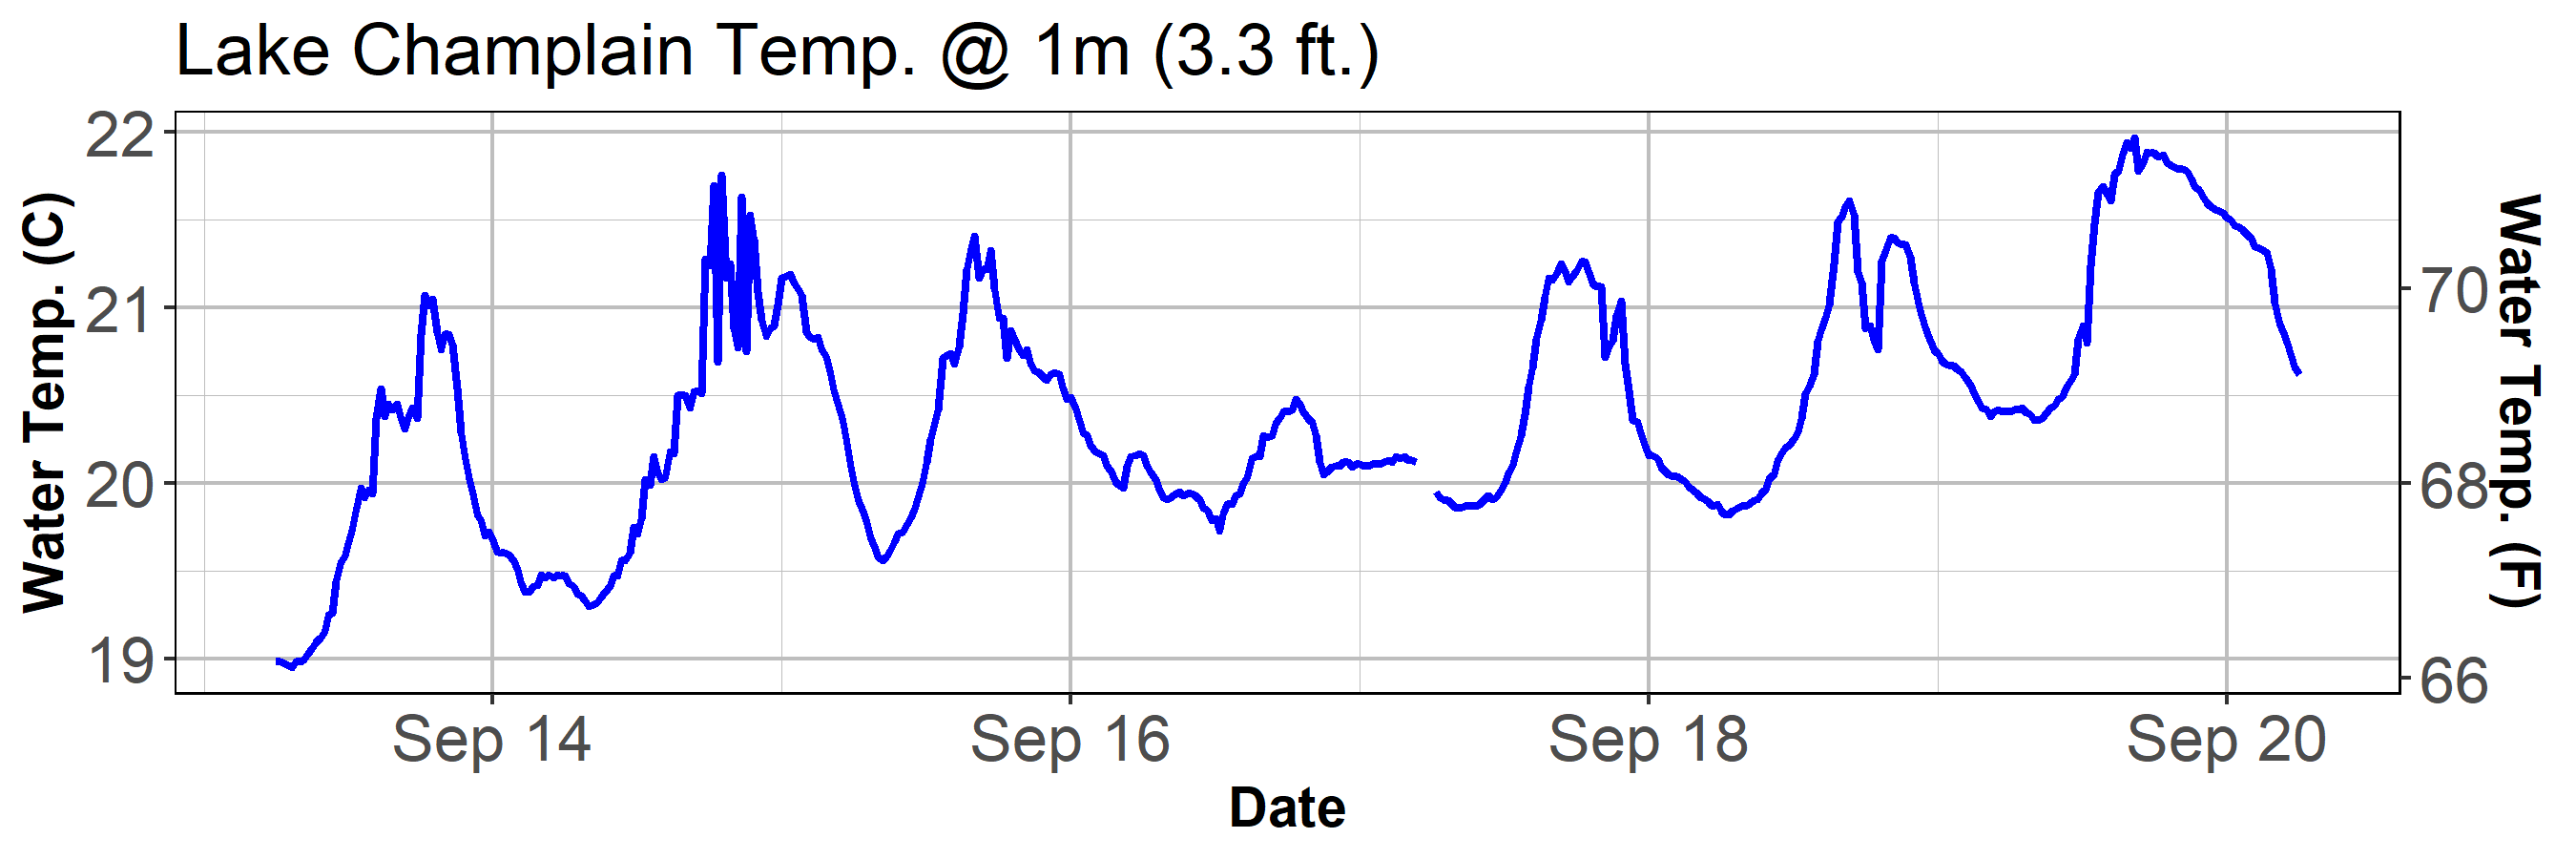 Lake Champlain Temp. @ 1m (3.3 ft.)
Water Temp. (C)
22
21
20
19
70
68
66
Water Temp. (F)
Sep 14
Sep 16
Sep 18
Sep 20
Date